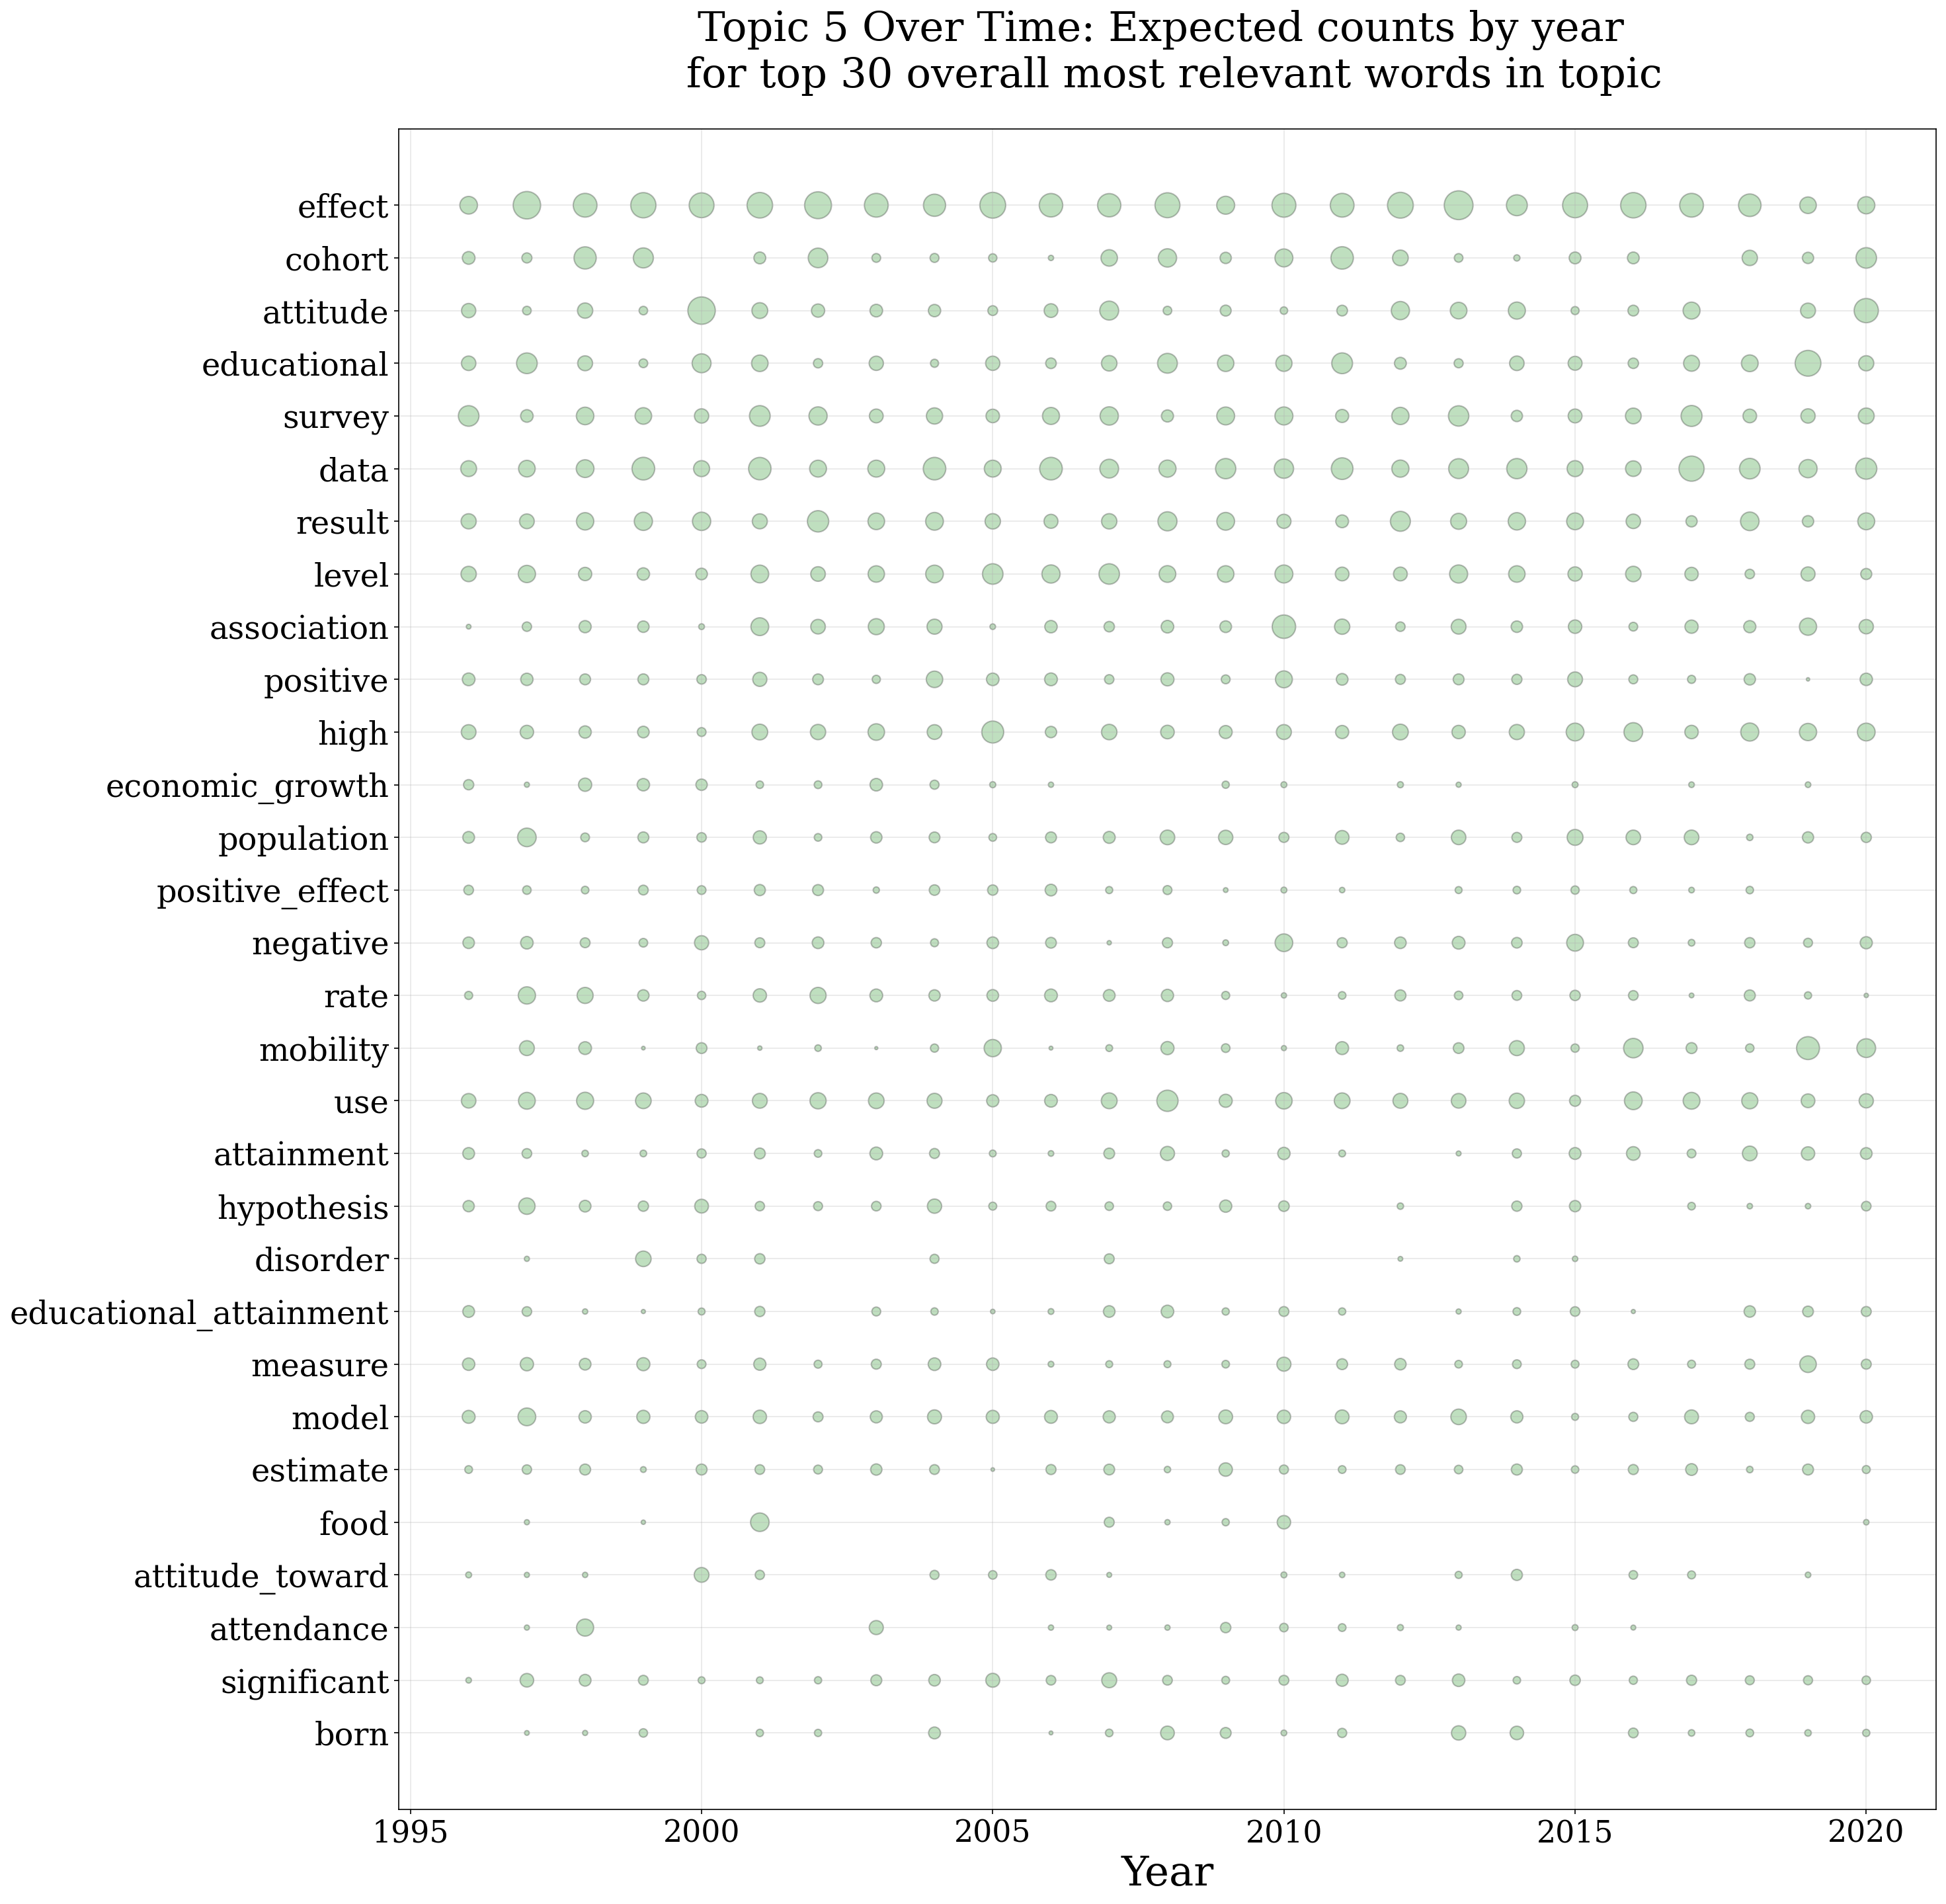 Topic 5 Over Time: Expected counts by year
for top 30 overall most relevant words in topic
effect
cohort
attitude
educational
survey
data
result
level
association
positive
high
economic_growth
population
positive_effect
negative
rate
mobility
use
attainment
hypothesis
disorder
educational_attainment
measure
model
estimate
food
attitude_toward
attendance
significant
born
1995 2000 2005 2010 2015 2020
Year